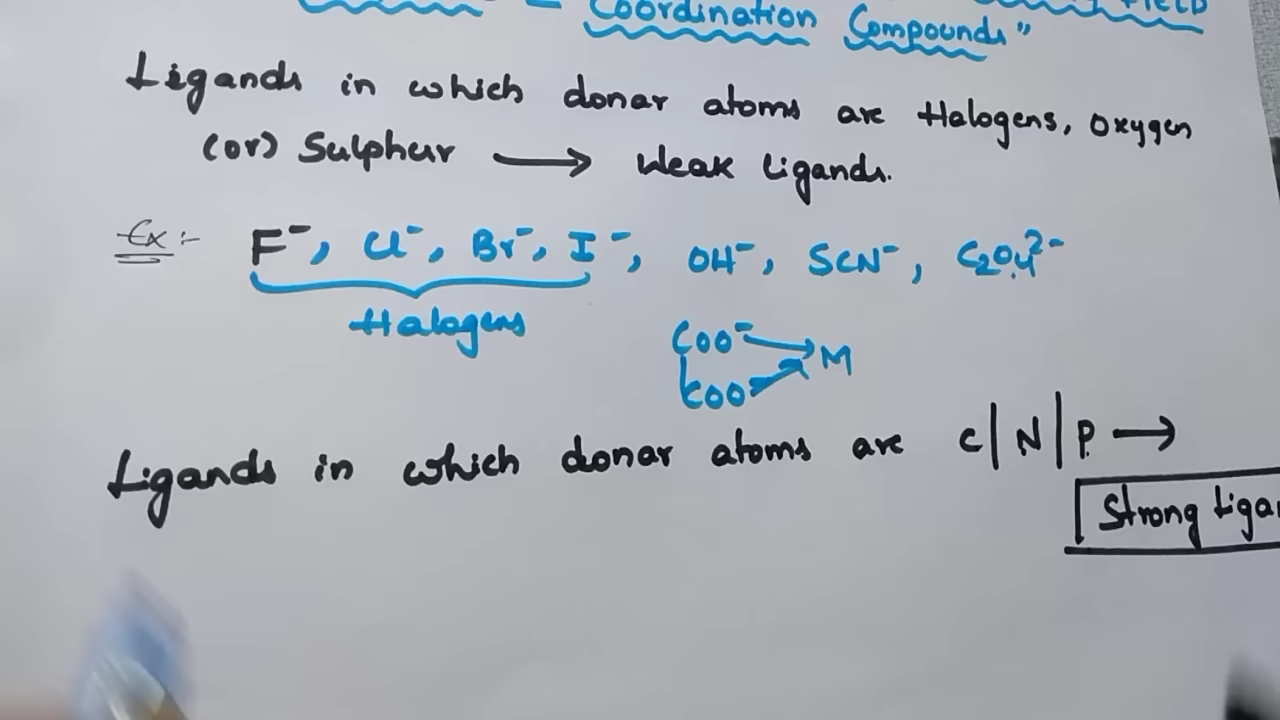 – Coordination Compounds"
Ligands in which donar atoms are Halogens, Oxygen
(or) Sulphur ⟶ Weak Ligands.
Ex :- F⁻, Cl⁻, Br⁻, I⁻, OH⁻, SCN⁻, C₂O₄²⁻
Halogens
COO⁻ → M
COO
Ligands in which donar atoms are C|N|P →
Strong